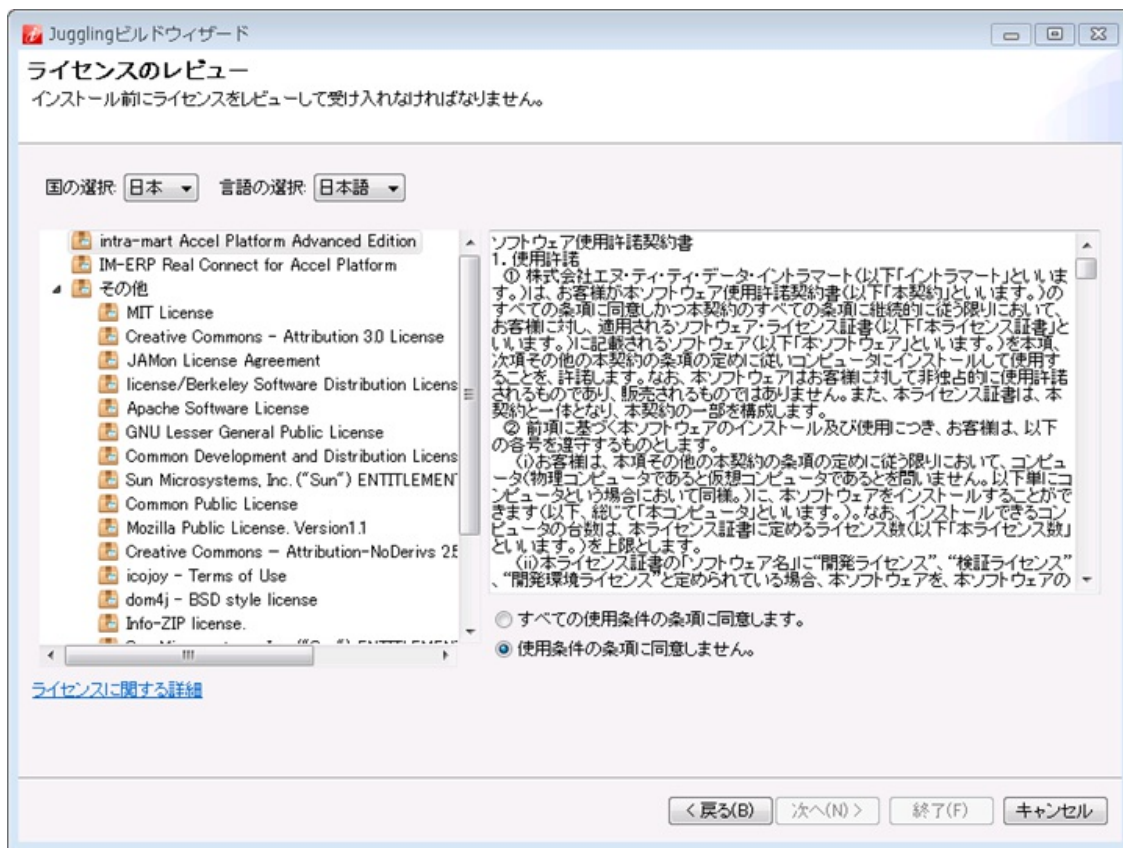 Jugglingビルドウィザード
ライセンスのレビュー
インストール前にライセンスをレビューして受け入れなければなりません。
国の選択: 日本 言語の選択: 日本語
intra-mart Accel Platform Advanced Edition
IM-ERP Real Connect for Accel Platform
その他
MIT License
Creative Commons - Attribution 3.0 License
JAMon License Agreement
license/Berkeley Software Distribution Licens
Apache Software License
GNU Lesser General Public License
Common Development and Distribution Licens
Sun Microsystems, Inc. ("Sun") ENTITLEMEN
Common Public License
Mozilla Public License. Version1.1
Creative Commons — Attribution-NoDerivs 2.5
icojoy - Terms of Use
dom4j - BSD style license
Info-ZIP license.
ソフトウェア使用許諾契約書
1. 使用許諾
① 株式会社エヌ・ティ・ティ・データ・イントラマート(以下「イントラマート」といいま
す。)は、お客様が本ソフトウェア使用許諾契約書(以下「本契約」といいます。)の
すべての条項に同意しかつ本契約のすべての条項に継続的に従う限りにおいて、
お客様に対し、適用されるソフトウェア・ライセンス証書(以下「本ライセンス証書」と
いいます。)に記載されるソフトウェア(以下「本ソフトウェア」といいます。)を本項、
次項その他の本契約の条項の定めに従いコンピュータにインストールして使用す
ることを、許諾します。なお、本ソフトウェアはお客様に対して非独占的に使用許諾
されるものであり、販売されるものではありません。また、本ライセンス証書は、本
契約と一体となり、本契約の一部を構成します。
② 前項に基づく本ソフトウェアのインストール及び使用につき、お客様は、以下
の各号を遵守するものとします。
(i)お客様は、本項その他の本契約の条項の定めに従う限りにおいて、コンピュ
ータ(物理コンピュータであると仮想コンピュータであるとを問いません。以下単にコ
ンピュータという場合において同様。)に、本ソフトウェアをインストールすることがで
きます(以下、総じて「本コンピュータ」といいます。)。なお、インストールできるコン
ピュータの台数は、本ライセンス証書に定めるライセンス数(以下「本ライセンス数」
といいます。)を上限とします。
(ii)本ライセンス証書の「ソフトウェア名」に“開発ライセンス”、“検証ライセンス”
、“開発環境ライセンス”と定められている場合、本ソフトウェアを、本ソフトウェアの
すべての使用条件の条項に同意します。
使用条件の条項に同意しません。
ライセンスに関する詳細
< 戻る(B) 次へ(N) > 終了(F) キャンセル